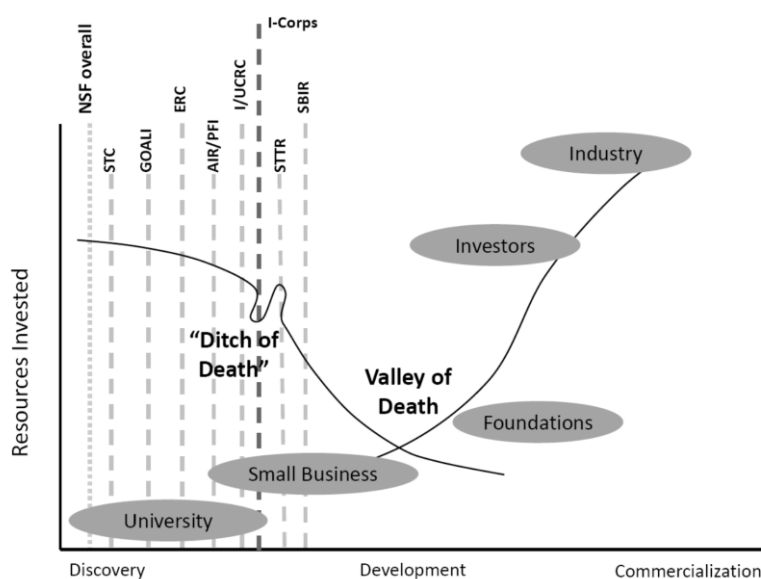 I-Corps
NSF overall
STC
GOALI
ERC
AIR/PFI
I/UCRC
STTR
SBIR
Industry
Investors
Resources Invested
“Ditch of
Death”
Valley of
Death
Foundations
Small Business
University
Discovery
Development
Commercialization